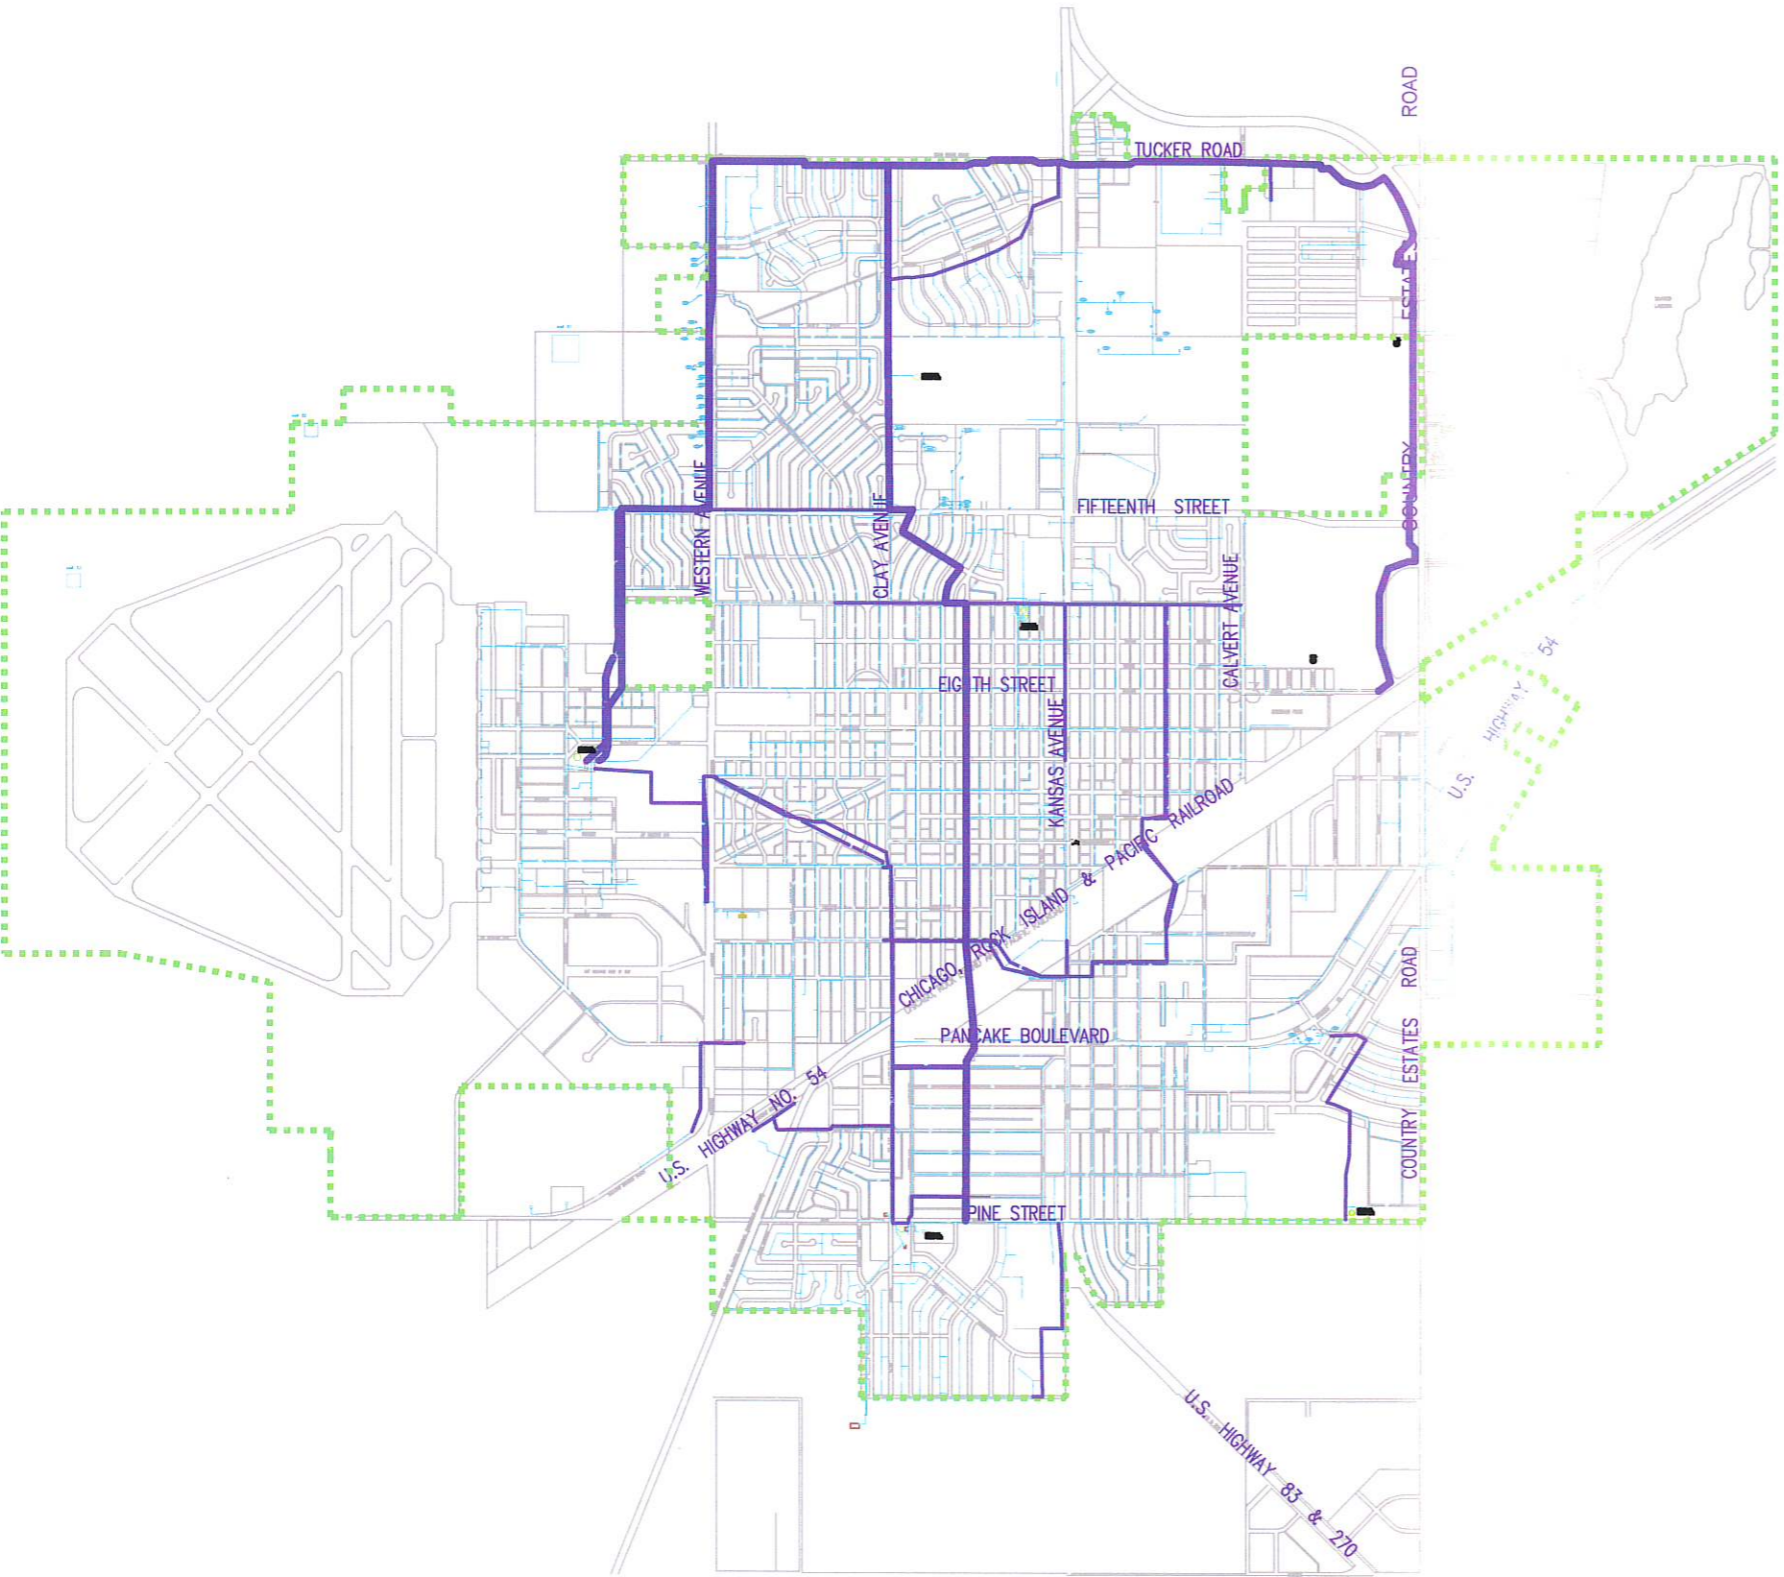 ROAD
TUCKER ROAD
ESTATES
COUNTRY
WESTERN AVENUE
CLAY AVENUE
FIFTEENTH STREET
CALVERT AVENUE
EIGHTH STREET
KANSAS AVENUE
U.S. HIGHWAY 54
CHICAGO, ROCK ISLAND & PACIFIC RAILROAD
PANCAKE BOULEVARD
COUNTRY ESTATES ROAD
U.S. HIGHWAY NO. 54
PINE STREET
U.S. HIGHWAY 83 & 270